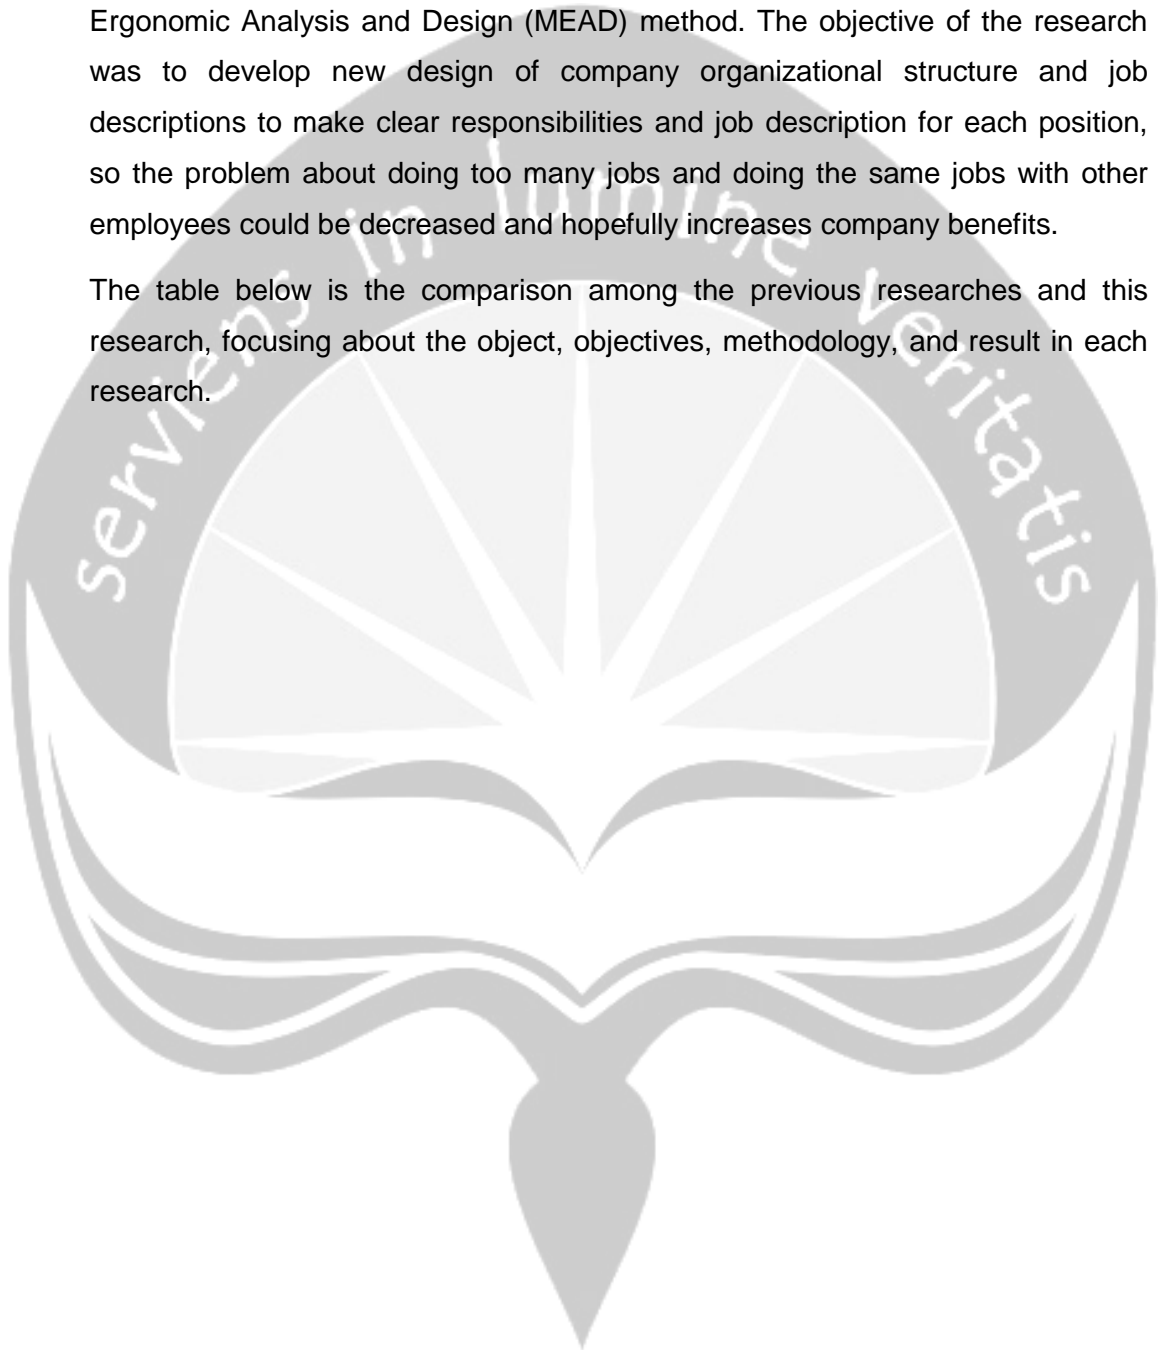 Ergonomic Analysis and Design (MEAD) method. The objective of the research
was to develop new design of company organizational structure and job
descriptions to make clear responsibilities and job description for each position,
so the problem about doing too many jobs and doing the same jobs with other
employees could be decreased and hopefully increases company benefits.
The table below is the comparison among the previous researches and this
research, focusing about the object, objectives, methodology, and result in each
research.
serviens in lumine veritatis